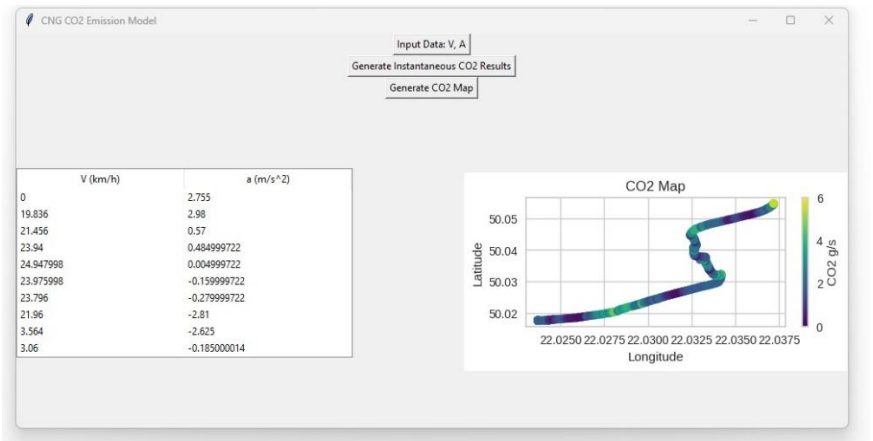 CNG CO2 Emission Model
Input Data: V, A
Generate Instantaneous CO2 Results
Generate CO2 Map
V (km/h) a (m/s^2)
0 2.755
19.836 2.98
21.456 0.57
23.94 0.484999722
24.947998 0.004999722
23.975998 -0.159999722
23.796 -0.279999722
21.96 -2.81
3.564 -2.625
3.06 -0.185000014
CO2 Map
50.05
50.04
50.03
50.02
Latitude
22.0250 22.0275 22.0300 22.0325 22.0350 22.0375
Longitude
6
4
2
0
CO2 g/s